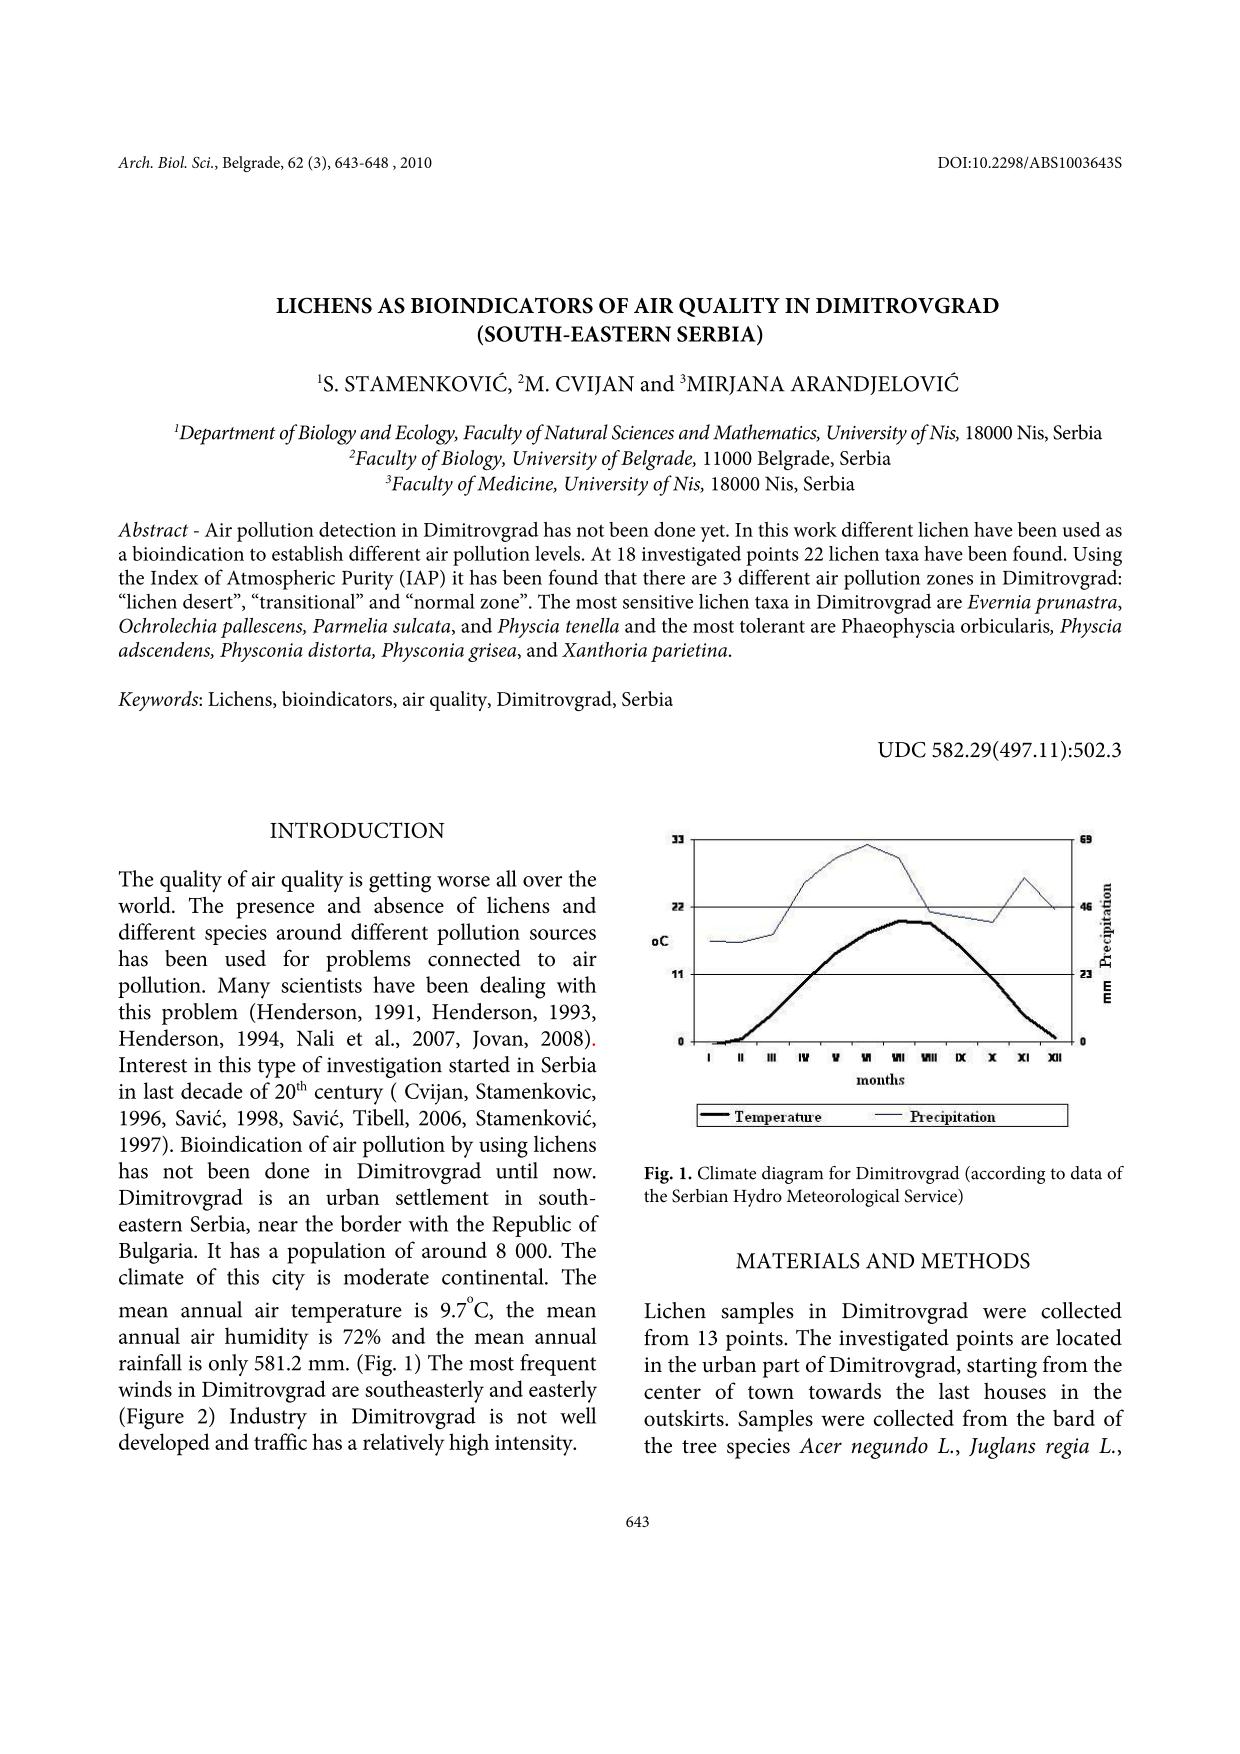 Arch. Biol. Sci., Belgrade, 62 (3), 643-648 , 2010
DOI:10.2298/ABS1003643S
LICHENS AS BIOINDICATORS OF AIR QUALITY IN DIMITROVGRAD
(SOUTH-EASTERN SERBIA)
1S. STAMENKOVIĆ, 2M. CVIJAN and 3MIRJANA ARANDJELOVIĆ
1Department of Biology and Ecology, Faculty of Natural Sciences and Mathematics, University of Nis, 18000 Nis, Serbia
2Faculty of Biology, University of Belgrade, 11000 Belgrade, Serbia
3Faculty of Medicine, University of Nis, 18000 Nis, Serbia
Abstract - Air pollution detection in Dimitrovgrad has not been done yet. In this work different lichen have been used as
a bioindication to establish different air pollution levels. At 18 investigated points 22 lichen taxa have been found. Using
the Index of Atmospheric Purity (IAP) it has been found that there are 3 different air pollution zones in Dimitrovgrad:
“lichen desert”, “transitional” and “normal zone”. The most sensitive lichen taxa in Dimitrovgrad are Evernia prunastra,
Ochrolechia pallescens, Parmelia sulcata, and Physcia tenella and the most tolerant are Phaeophyscia orbicularis, Physcia
adscendens, Physconia distorta, Physconia grisea, and Xanthoria parietina.
Keywords: Lichens, bioindicators, air quality, Dimitrovgrad, Serbia
UDC 582.29(497.11):502.3
INTRODUCTION
The quality of air quality is getting worse all over the
world. The presence and absence of lichens and
different species around different pollution sources
has been used for problems connected to air
pollution. Many scientists have been dealing with
this problem (Henderson, 1991, Henderson, 1993,
Henderson, 1994, Nali et al., 2007, Jovan, 2008).
Interest in this type of investigation started in Serbia
in last decade of 20th century ( Cvijan, Stamenkovic,
1996, Savić, 1998, Savić, Tibell, 2006, Stamenković,
1997). Bioindication of air pollution by using lichens
has not been done in Dimitrovgrad until now.
Dimitrovgrad is an urban settlement in south-
eastern Serbia, near the border with the Republic of
Bulgaria. It has a population of around 8 000. The
climate of this city is moderate continental. The
mean annual air temperature is 9.7°C, the mean
annual air humidity is 72% and the mean annual
rainfall is only 581.2 mm. (Fig. 1) The most frequent
winds in Dimitrovgrad are southeasterly and easterly
(Figure 2) Industry in Dimitrovgrad is not well
developed and traffic has a relatively high intensity.
33
22
oC
11
0
69
46
23
0
mm Precipitation
I II III IV V VI VII VIII IX X XI XII
months
Temperature Precipitation
Fig. 1. Climate diagram for Dimitrovgrad (according to data of
the Serbian Hydro Meteorological Service)
MATERIALS AND METHODS
Lichen samples in Dimitrovgrad were collected
from 13 points. The investigated points are located
in the urban part of Dimitrovgrad, starting from the
center of town towards the last houses in the
outskirts. Samples were collected from the bard of
the tree species Acer negundo L., Juglans regia L.,
643